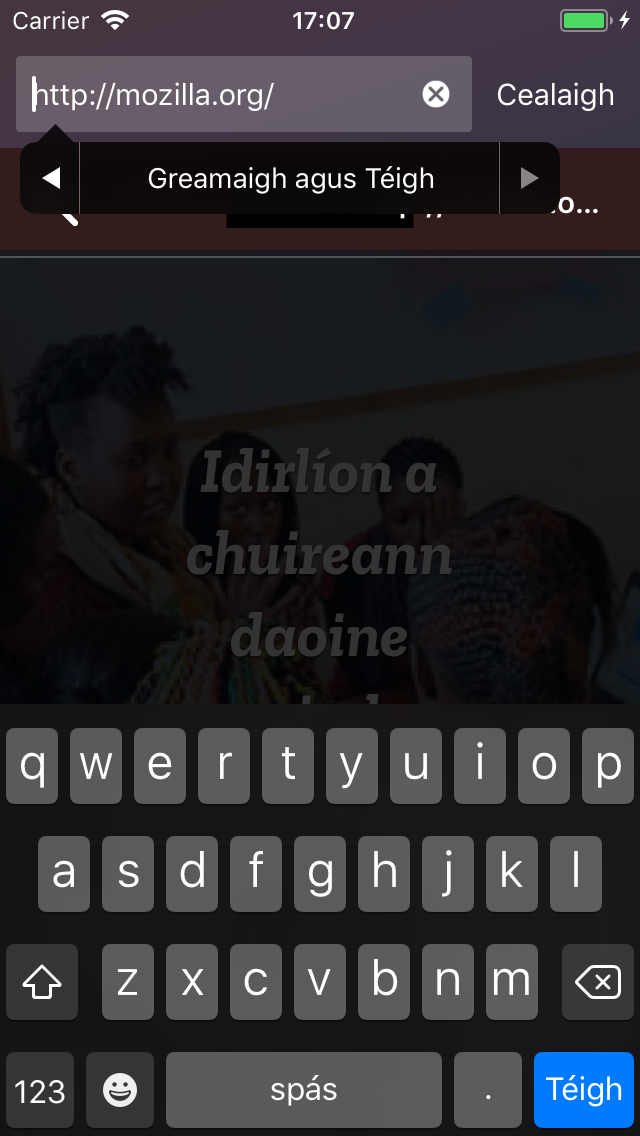 Carrier 17:07
http://mozilla.org/ Cealaigh
Greamaigh agus Téigh
Idirlíon a
chuireann
daoine
q w e r t y u i o p
a s d f g h j k l
z x c v b n m
123 spás . Téigh